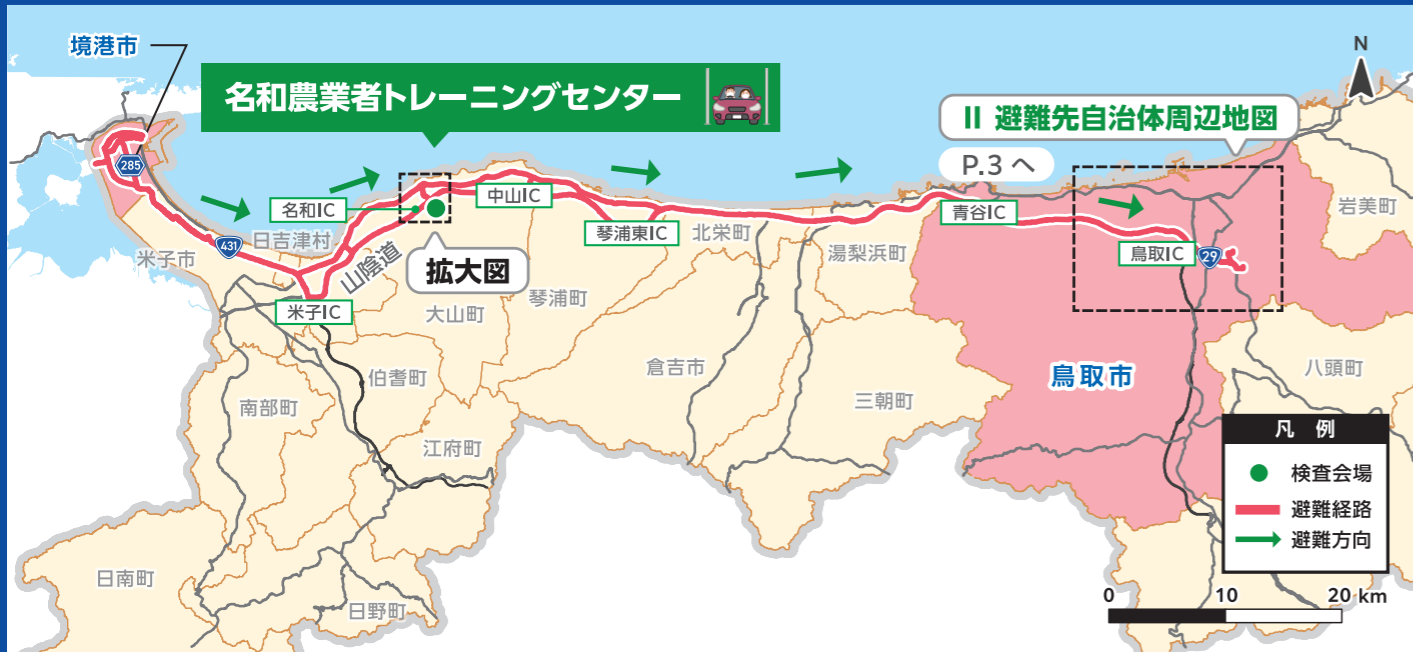 境港市
名和農業者トレーニングセンター
N
II 避難先自治体周辺地図
P.3 へ
285
名和IC
中山IC
青谷IC
岩美町
431
日吉津村
琴浦東IC
北栄町
湯梨浜町
鳥取IC
29
米子市
山陰道
拡大図
琴浦町
米子IC
大山町
倉吉市
鳥取市
八頭町
伯耆町
南部町
三朝町
江府町
凡 例
検査会場
避難経路
避難方向
日南町
日野町
0 10 20 km